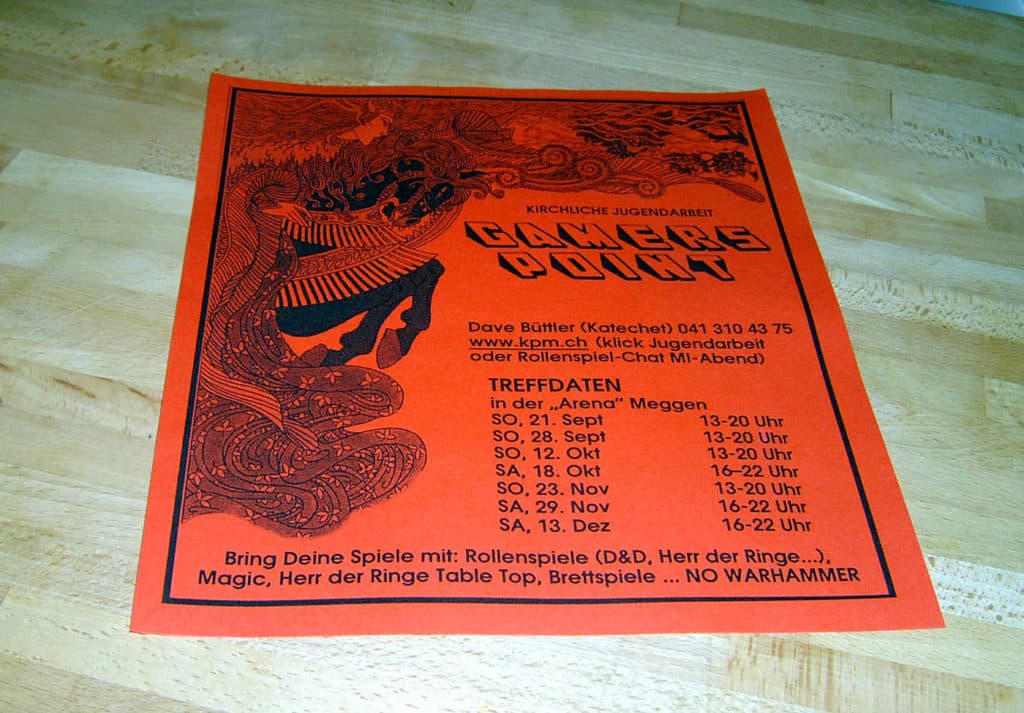 KIRCHLICHE JUGENDARBEIT
GAMERS
POINT
Dave Büttler (Katechet) 041 310 43 75
www.kpm.ch (klick Jugendarbeit
oder Rollenspiel-Chat MI-Abend)
TREFFDATEN
in der „Arena" Meggen
SO, 21. Sept 13-20 Uhr
SO, 28. Sept 13-20 Uhr
SO, 12. Okt 13-20 Uhr
SA, 18. Okt 16–22 Uhr
SO, 23. Nov 13-20 Uhr
SA, 29. Nov 16-22 Uhr
SA, 13. Dez 16-22 Uhr
Bring Deine Spiele mit: Rollenspiele (D&D, Herr der Ringe...),
Magic, Herr der Ringe Table Top, Brettspiele ... NO WARHAMMER